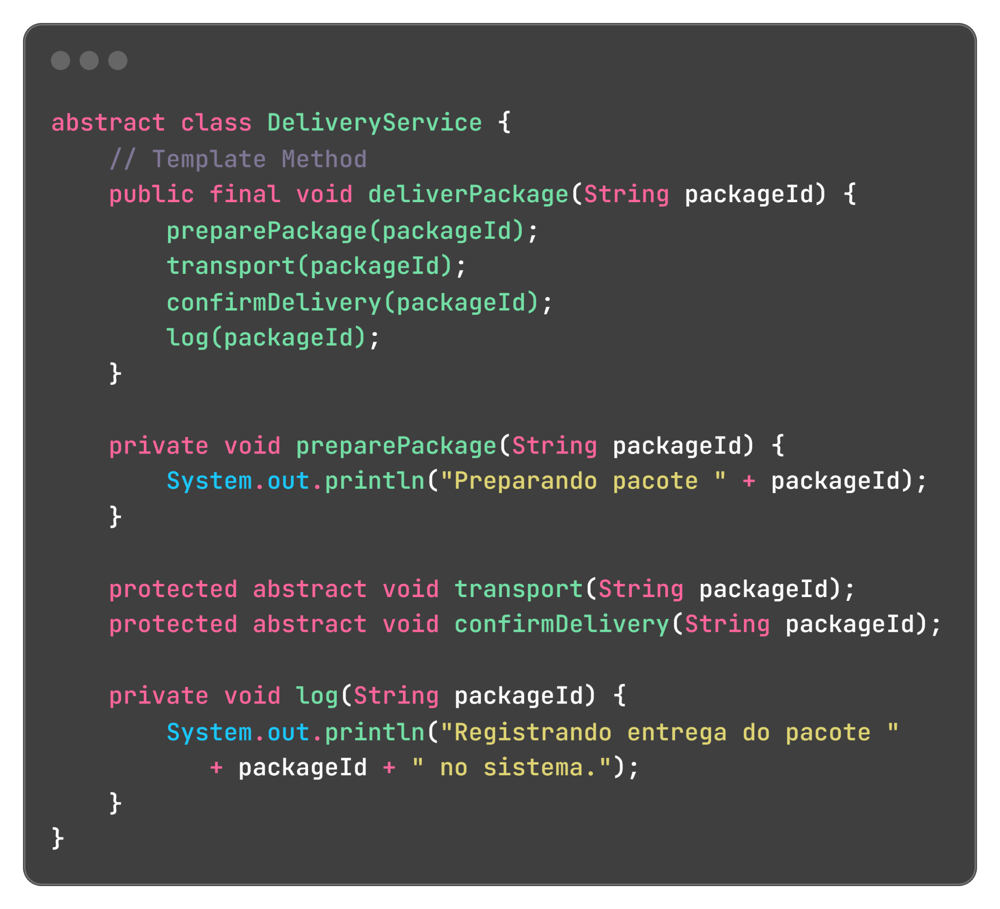 abstract class DeliveryService {
    // Template Method
    public final void deliverPackage(String packageId) {
        preparePackage(packageId);
        transport(packageId);
        confirmDelivery(packageId);
        log(packageId);
    }
    private void preparePackage(String packageId) {
        System.out.println("Preparando pacote " + packageId);
    }
    protected abstract void transport(String packageId);
    protected abstract void confirmDelivery(String packageId);
    private void log(String packageId) {
        System.out.println("Registrando entrega do pacote "
           + packageId + " no sistema.");
    }
}